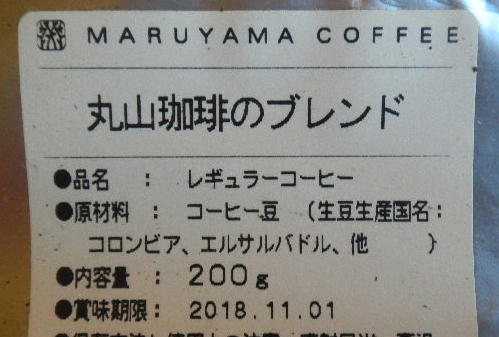 MARUYAMA COFFEE
丸山珈琲のブレンド
●品名 : レギュラーコーヒー
●原材料 : コーヒー豆 (生豆生産国名:
コロンビア、エルサルバドル、他 )
●内容量 : 200g
●賞味期限: 2018.11.01